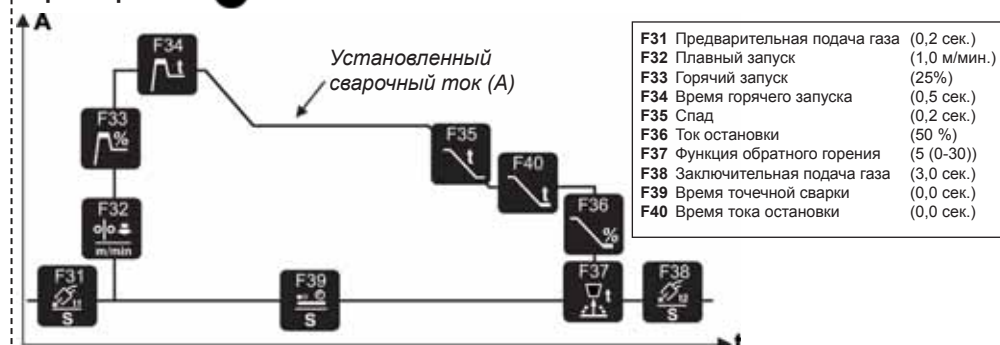 A
F34
t
Установленный
сварочный ток (А)
F33
%
F35
t
F40
t
F32
m/min
F36
%
F31
t1
S
F39
S
F37
t
F38
t2
S
t
F31 Предварительная подача газа (0,2 сек.)
F32 Плавный запуск (1,0 м/мин.)
F33 Горячий запуск (25%)
F34 Время горячего запуска (0,5 сек.)
F35 Спад (0,2 сек.)
F36 Ток остановки (50 %)
F37 Функция обратного горения (5 (0-30))
F38 Заключительная подача газа (3,0 сек.)
F39 Время точечной сварки (0,0 сек.)
F40 Время тока остановки (0,0 сек.)